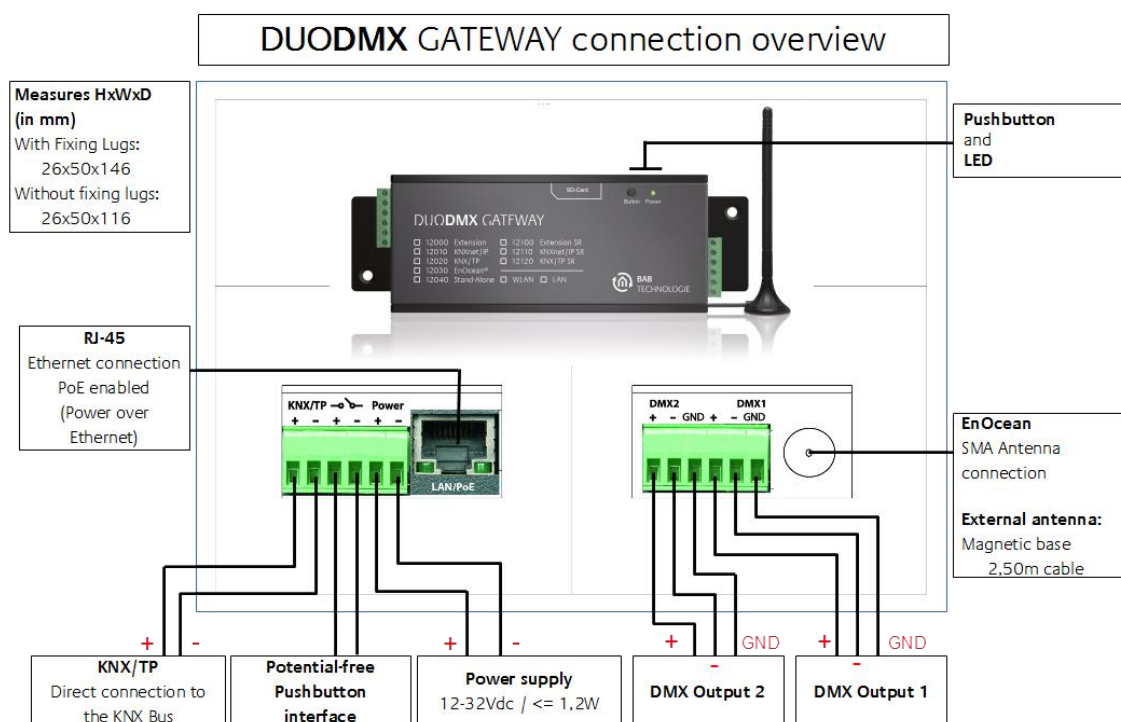 DUODMX GATEWAY connection overview
Measures HxWxD
(in mm)
With Fixing Lugs:
26x50x146
Without fixing lugs:
26x50x116
Pushbutton
and
LED
SD-Card
Button Power
DUODMX GATEWAY
12000 Extension 12100 Extension SR
12010 KNXnet/IP 12110 KNXnet/IP SR
12020 KNX/TP 12120 KNX/TP SR
12030 EnOcean®
12040 Stand-Alone WLAN LAN
BAB
TECHNOLOGIE
RJ-45
Ethernet connection
PoE enabled
(Power over
Ethernet)
KNX/TP Power
+ - + - + -
LAN/PoE
DMX2 DMX1
+ - GND + - GND
EnOcean
SMA Antenna
connection
External antenna:
Magnetic base
2,50m cable
+ - + - + - GND + - GND
KNX/TP
Direct connection to
the KNX Bus
Potential-free
Pushbutton
interface
Power supply
12-32Vdc / <= 1,2W
DMX Output 2
DMX Output 1